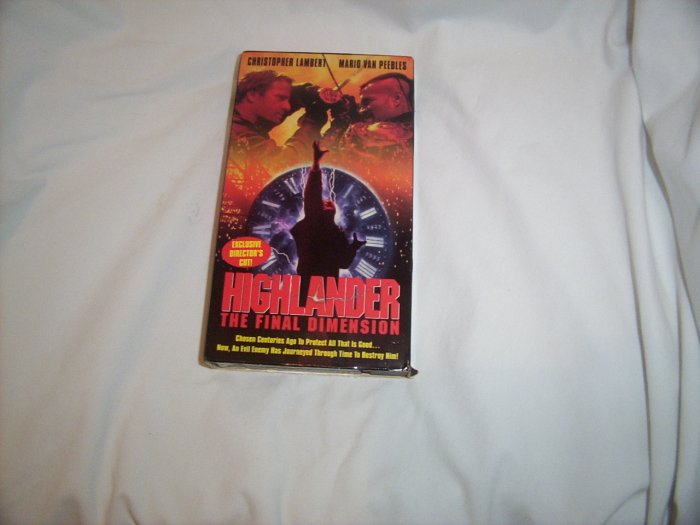 CHRISTOPHER LAMBERT MARIO VAN PEEBLES
EXCLUSIVE
DIRECTOR'S
CUT!
HIGHLANDER
THE FINAL DIMENSION
Chosen Centuries Ago To Protect All That Is Good...
Now, An Evil Enemy Has Journeyed Through Time To Destroy Him!